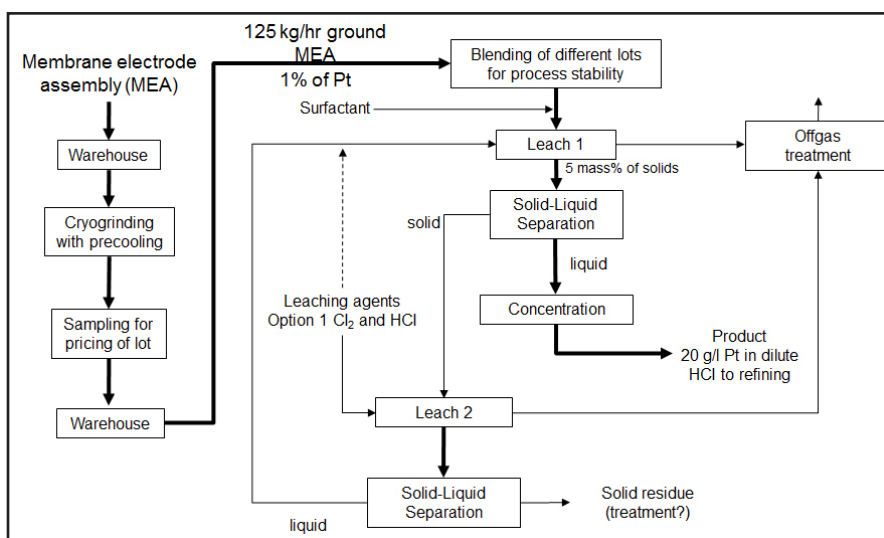 Membrane electrode
assembly (MEA)
Warehouse
Cryogrinding
with precooling
Sampling for
pricing of lot
Warehouse
125 kg/hr ground
MEA
1% of Pt
Blending of different lots
for process stability
Surfactant
Leach 1
Offgas
treatment
5 mass% of solids
Solid-Liquid
Separation
solid
liquid
Leaching agents
Option 1 Cl₂ and HCl
Concentration
Product
20 g/l Pt in dilute
HCl to refining
Leach 2
Solid-Liquid
Separation
liquid
Solid residue
(treatment?)